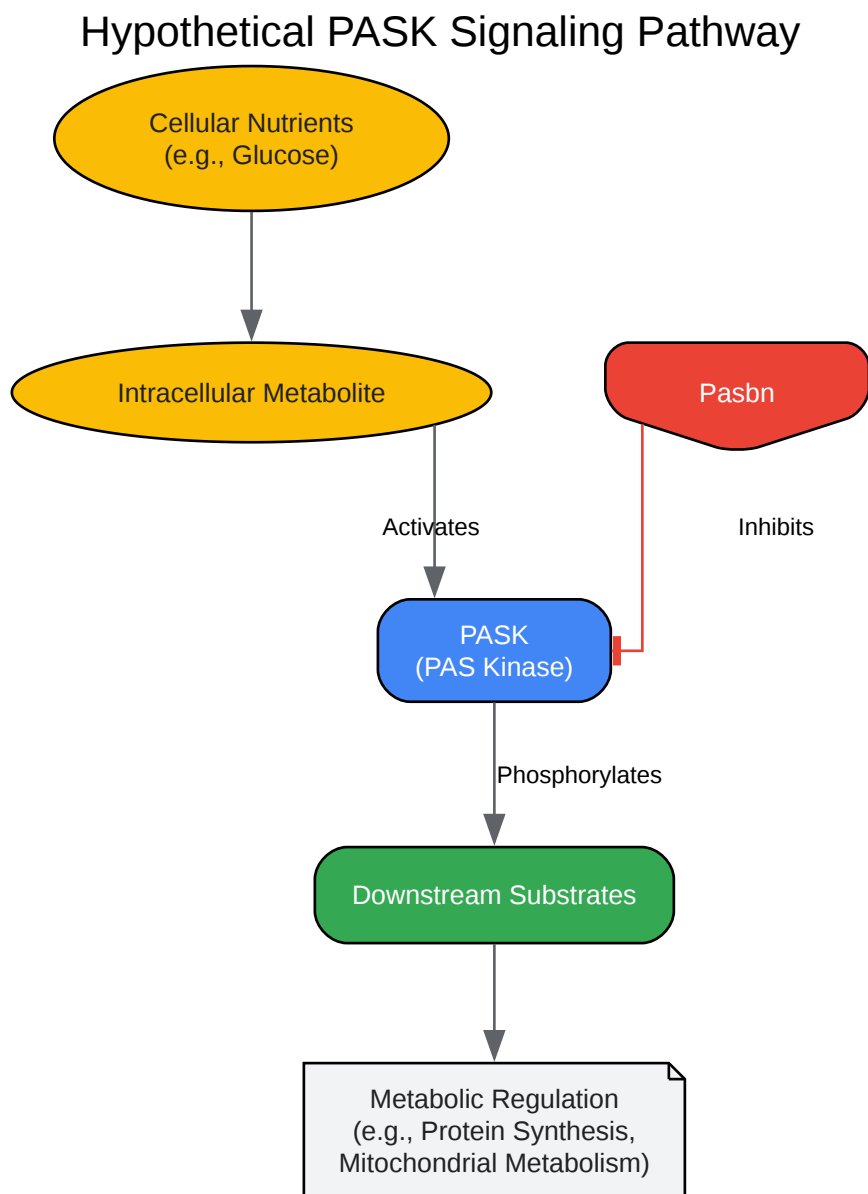 Hypothetical PASK Signaling Pathway
Cellular Nutrients
(e.g., Glucose)
Intracellular Metabolite
Pasbn
Activates
Inhibits
PASK
(PAS Kinase)
Phosphorylates
Downstream Substrates
Metabolic Regulation
(e.g., Protein Synthesis,
Mitochondrial Metabolism)